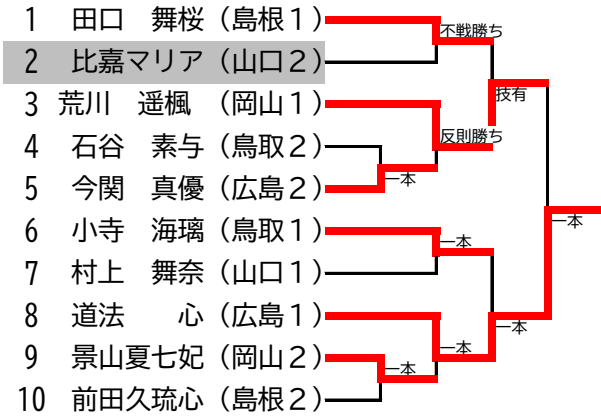 1 田口 舞桜（島根１）
不戦勝ち
2 比嘉マリア（山口２）
技有
3 荒川 遥楓（岡山１）
反則勝ち
4 石谷 素与（鳥取２）
一本
5 今関 真優（広島２）
6 小寺 海璃（鳥取１）
一本
一本
7 村上 舞奈（山口１）
8 道法 心（広島１）
一本
9 景山夏七妃（岡山２）
一本
一本
10 前田久琉心（島根２）